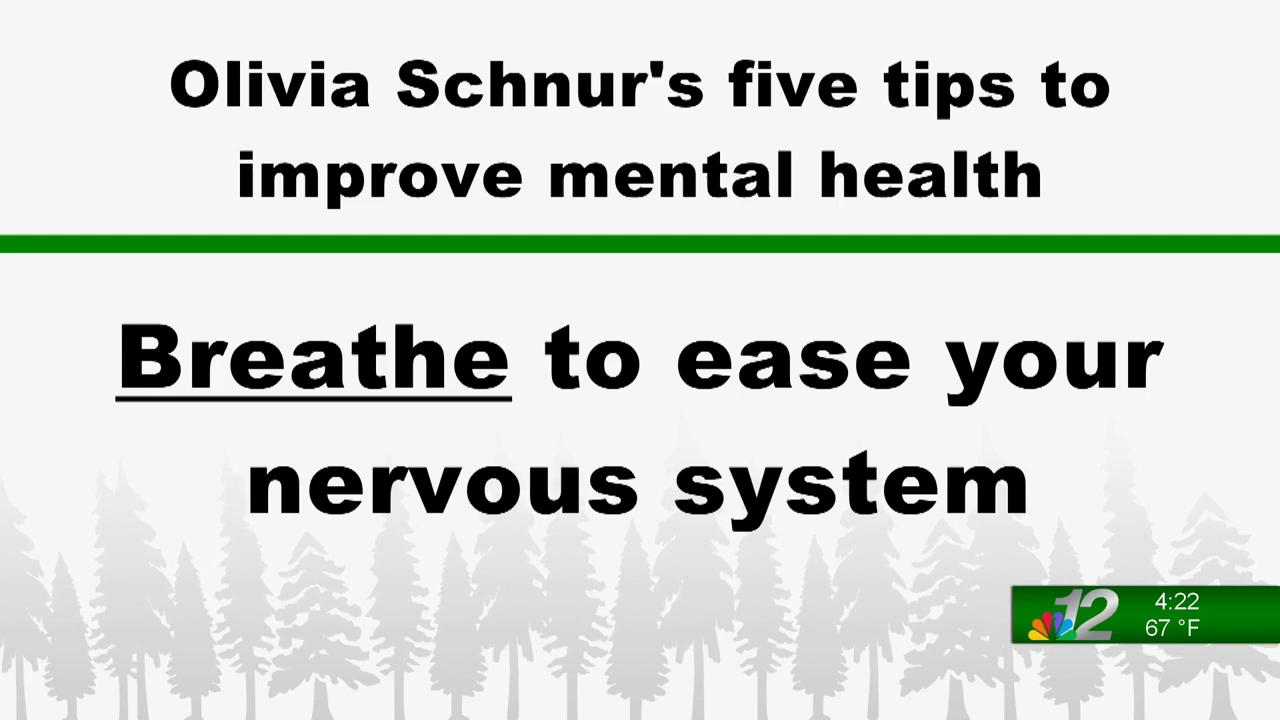 Olivia Schnur's five tips to
improve mental health
Breathe to ease your
nervous system
12
4:22
67 °F